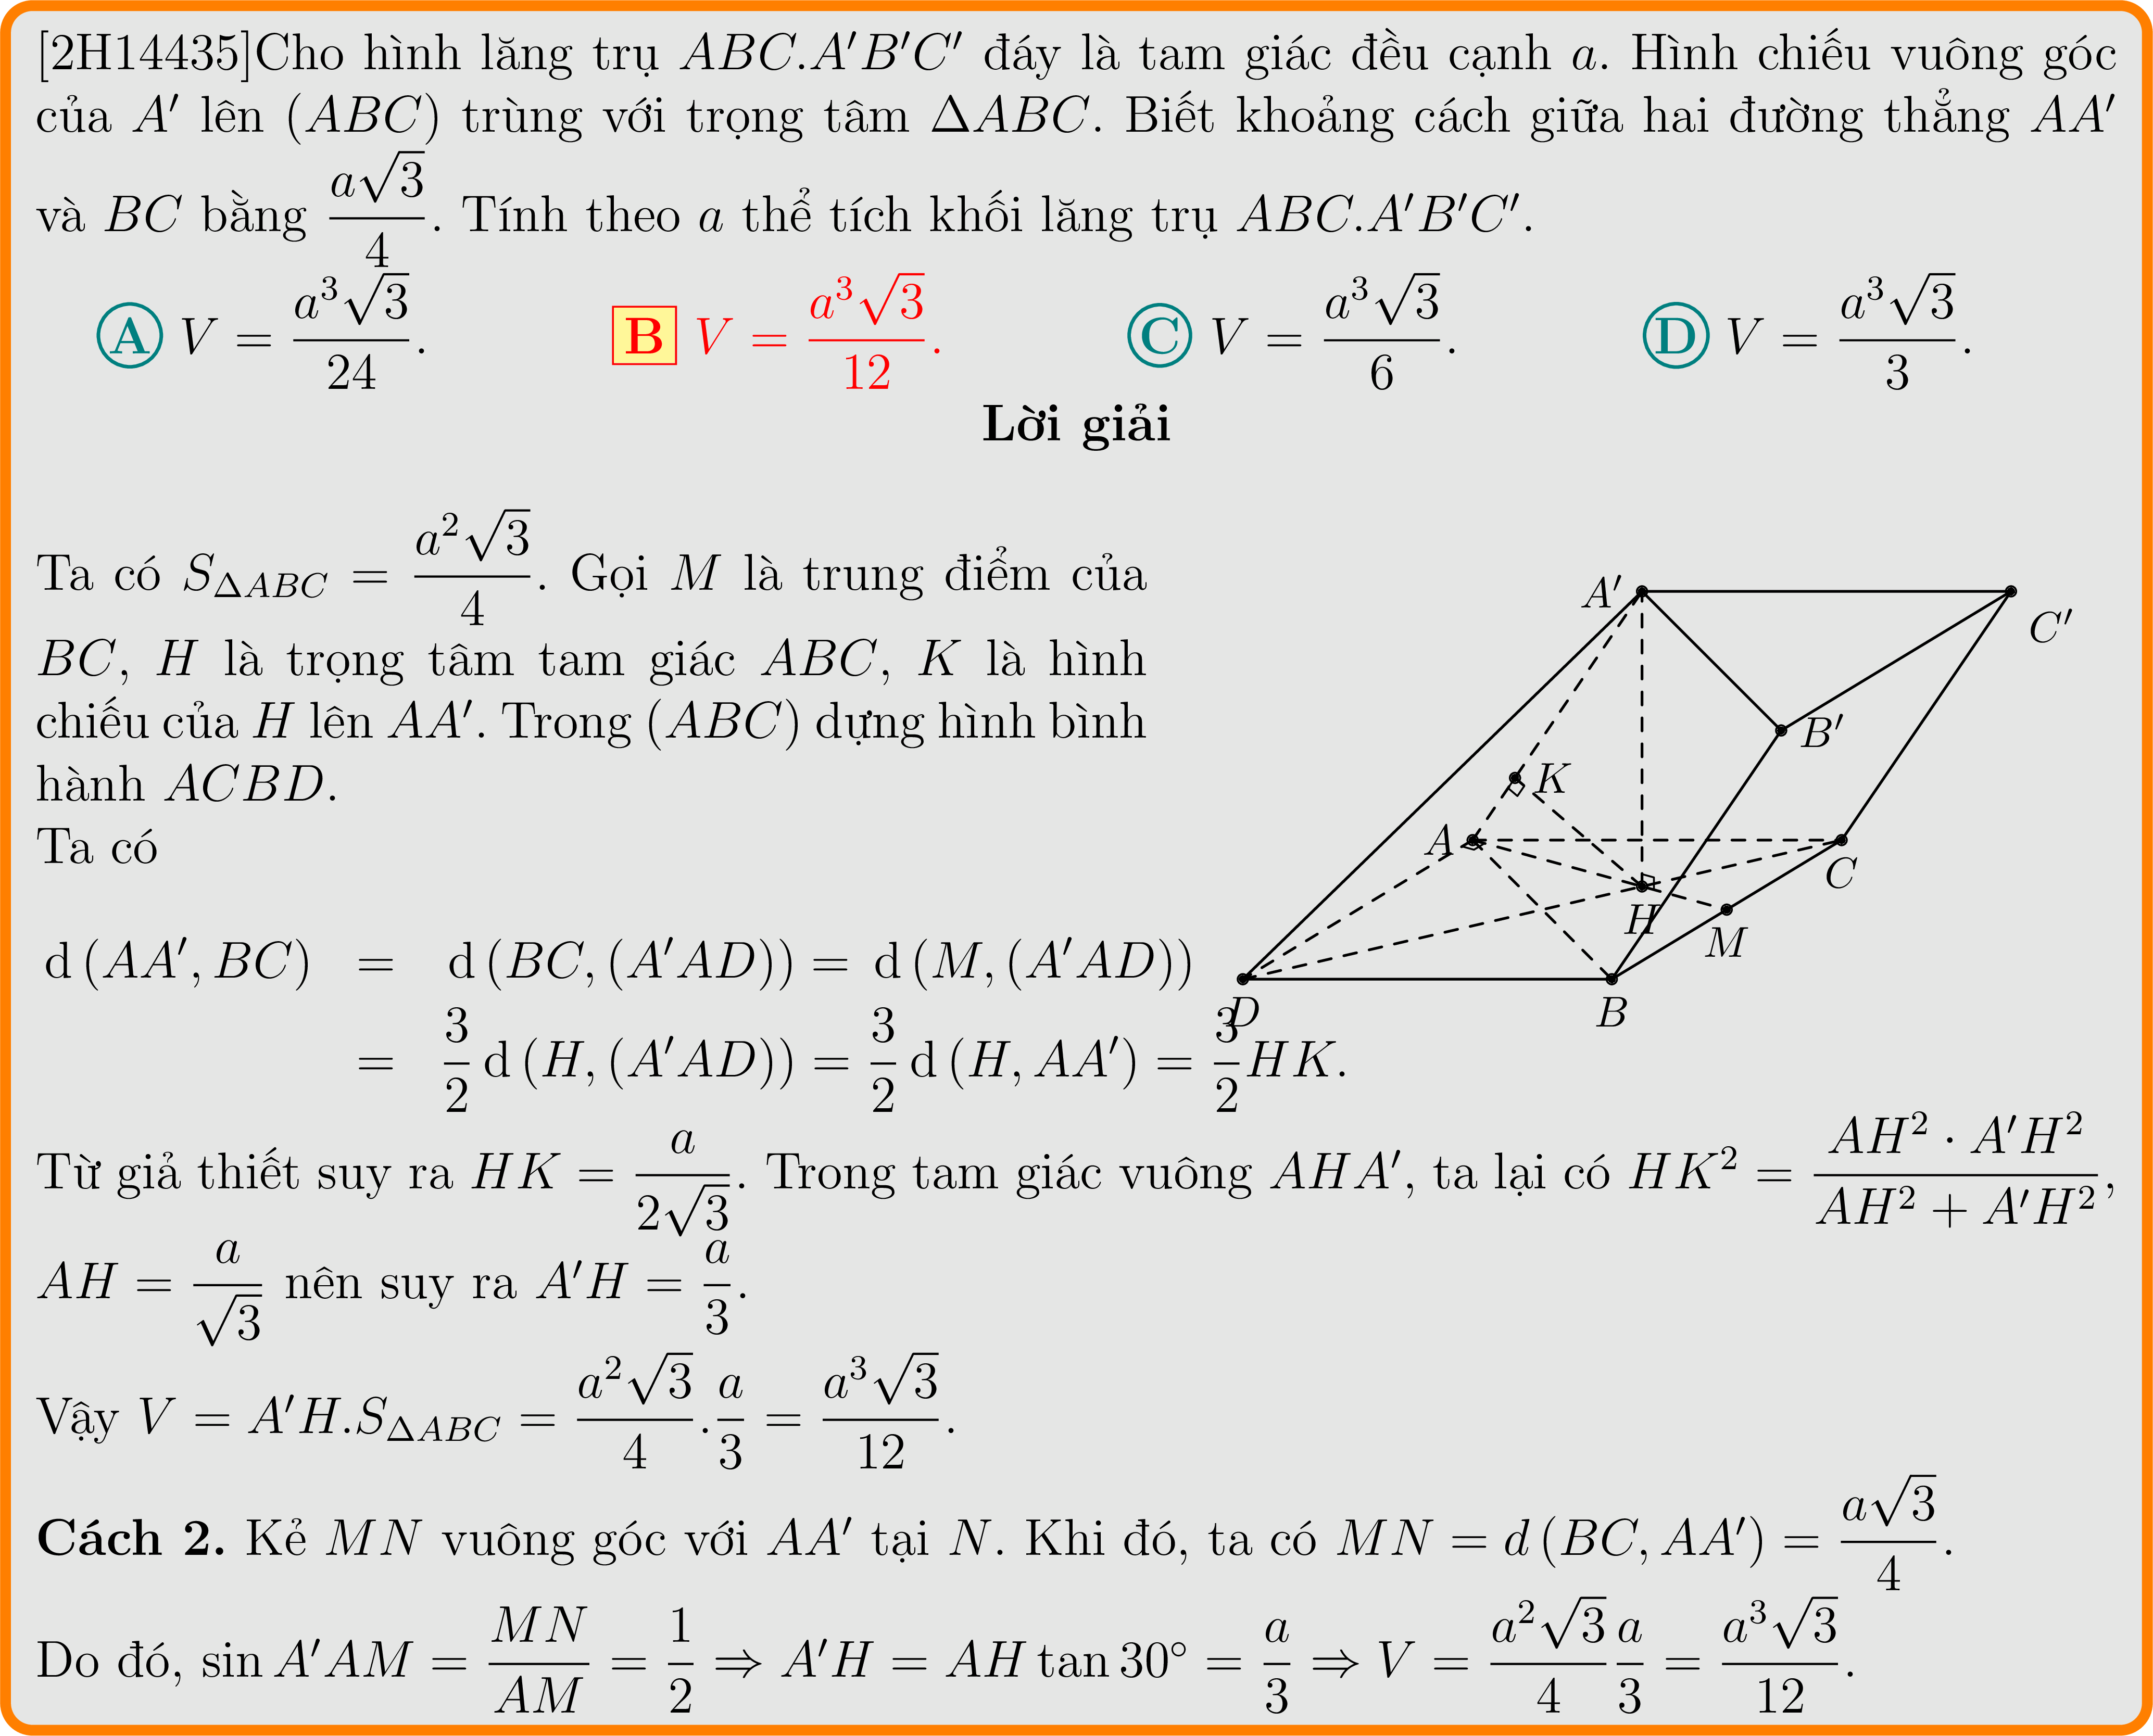 [2H14435]Cho hình lăng trụ ABC.A′B′C′ đáy là tam giác đều cạnh a. Hình chiếu vuông góc
của A′ lên (ABC) trùng với trọng tâm ΔABC. Biết khoảng cách giữa hai đường thẳng AA′
và BC bằng \frac{a\sqrt{3}}{4}. Tính theo a thể tích khối lăng trụ ABC.A′B′C′.
A V = \frac{a^3\sqrt{3}}{24}. B V = \frac{a^3\sqrt{3}}{12}. C V = \frac{a^3\sqrt{3}}{6}. D V = \frac{a^3\sqrt{3}}{3}.
Lời giải
Ta có S_{ΔABC} = \frac{a^2\sqrt{3}}{4}. Gọi M là trung điểm của
BC, H là trọng tâm tam giác ABC, K là hình
chiếu của H lên AA′. Trong (ABC) dựng hình bình
hành ACBD.
Ta có
d (AA′, BC) = d (BC, (A′AD)) = d (M, (A′AD))
= \frac{3}{2} d (H, (A′AD)) = \frac{3}{2} d (H, AA′) = \frac{3}{2}HK.
A′
C′
B′
K
A
C
H
M
D
B
Từ giả thiết suy ra HK = \frac{a}{2\sqrt{3}}. Trong tam giác vuông AHA′, ta lại có HK^2 = \frac{AH^2 · A′H^2}{AH^2 + A′H^2},
AH = \frac{a}{\sqrt{3}} nên suy ra A′H = \frac{a}{3}.
Vậy V = A′H.S_{ΔABC} = \frac{a^2\sqrt{3}}{4}.\frac{a}{3} = \frac{a^3\sqrt{3}}{12}.
Cách 2. Kẻ MN vuông góc với AA′ tại N. Khi đó, ta có MN = d (BC, AA′) = \frac{a\sqrt{3}}{4}.
Do đó, sin A′AM = \frac{MN}{AM} = \frac{1}{2} ⇒ A′H = AH tan 30° = \frac{a}{3} ⇒ V = \frac{a^2\sqrt{3}}{4}\frac{a}{3} = \frac{a^3\sqrt{3}}{12}.